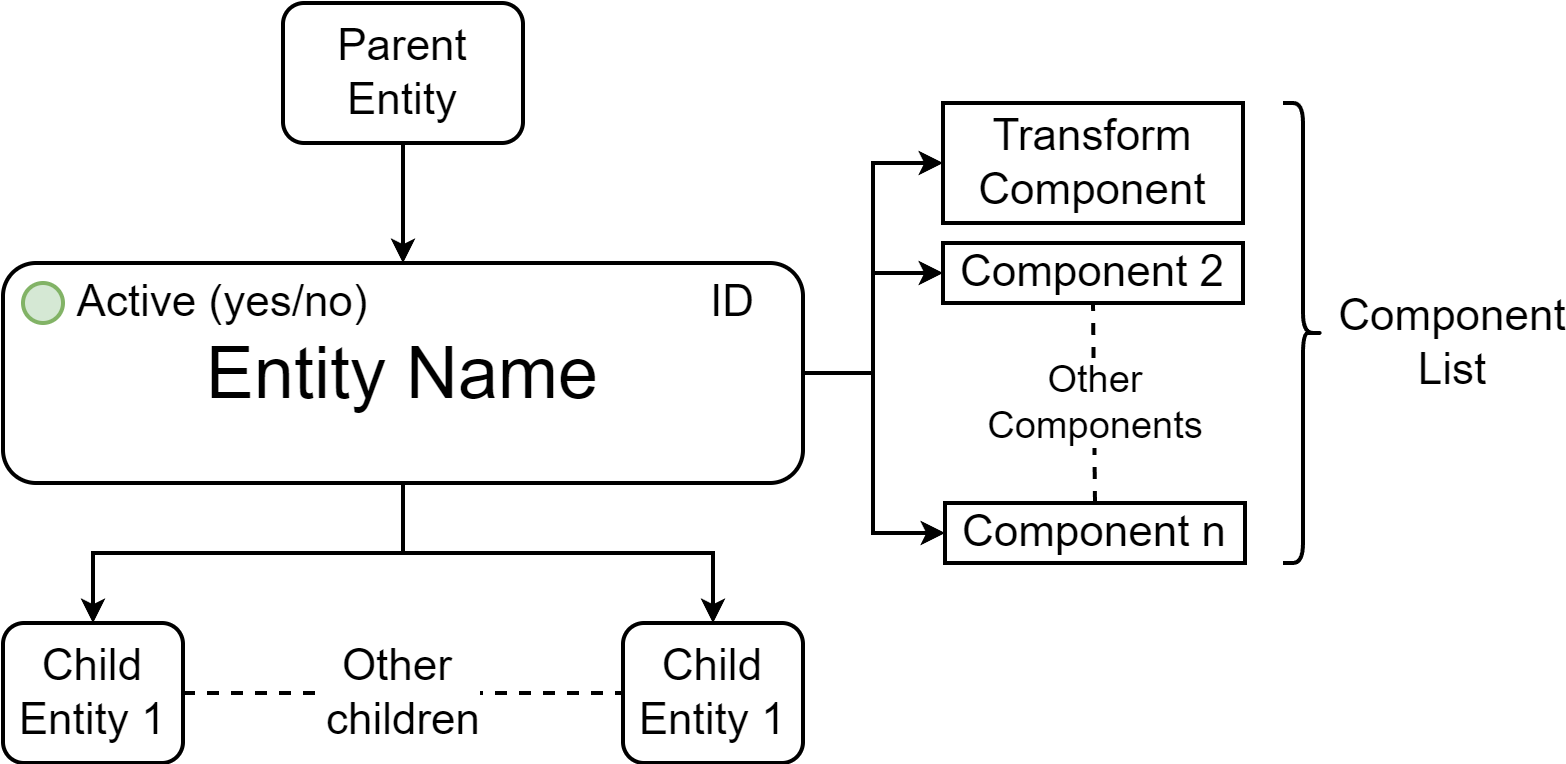 Parent
Entity
Active (yes/no)
ID
Entity Name
Transform
Component
Component 2
Other
Components
Component n
Component
List
Child
Entity 1
Other
children
Child
Entity 1